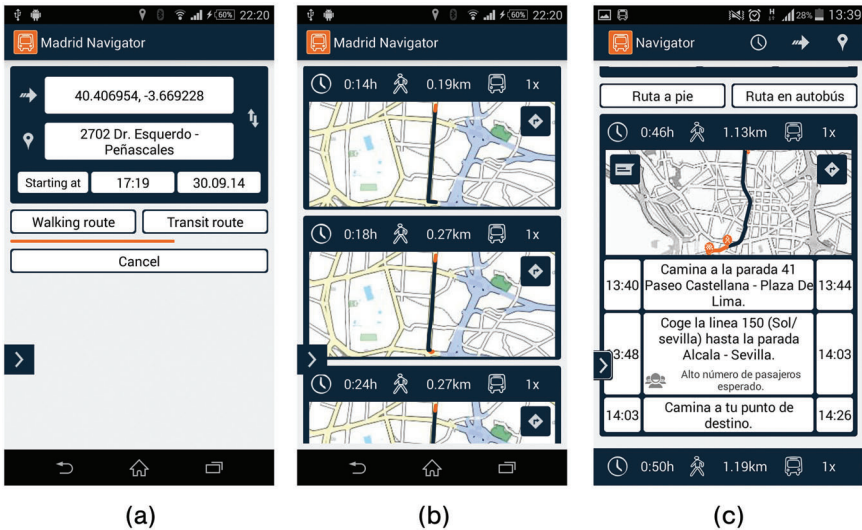 60% 22:20
Madrid Navigator
40.406954, -3.669228
2702 Dr. Esquerdo -
Peñascales
Starting at 17:19 30.09.14
Walking route Transit route
Cancel
(a)
60% 22:20
Madrid Navigator
0:14h 0.19km 1x
0:18h 0.27km 1x
0:24h 0.27km 1x
(b)
28% 13:39
Navigator
Ruta a pie Ruta en autobús
0:46h 1.13km 1x
13:40 Camina a la parada 41
Paseo Castellana - Plaza De
Lima. 13:44
Coge la linea 150 (Sol/
sevilla) hasta la parada
3:48 Alcala - Sevilla. 14:03
Alto número de pasajeros
esperado.
14:03 Camina a tu punto de
destino. 14:26
0:50h 1.19km 1x
(c)